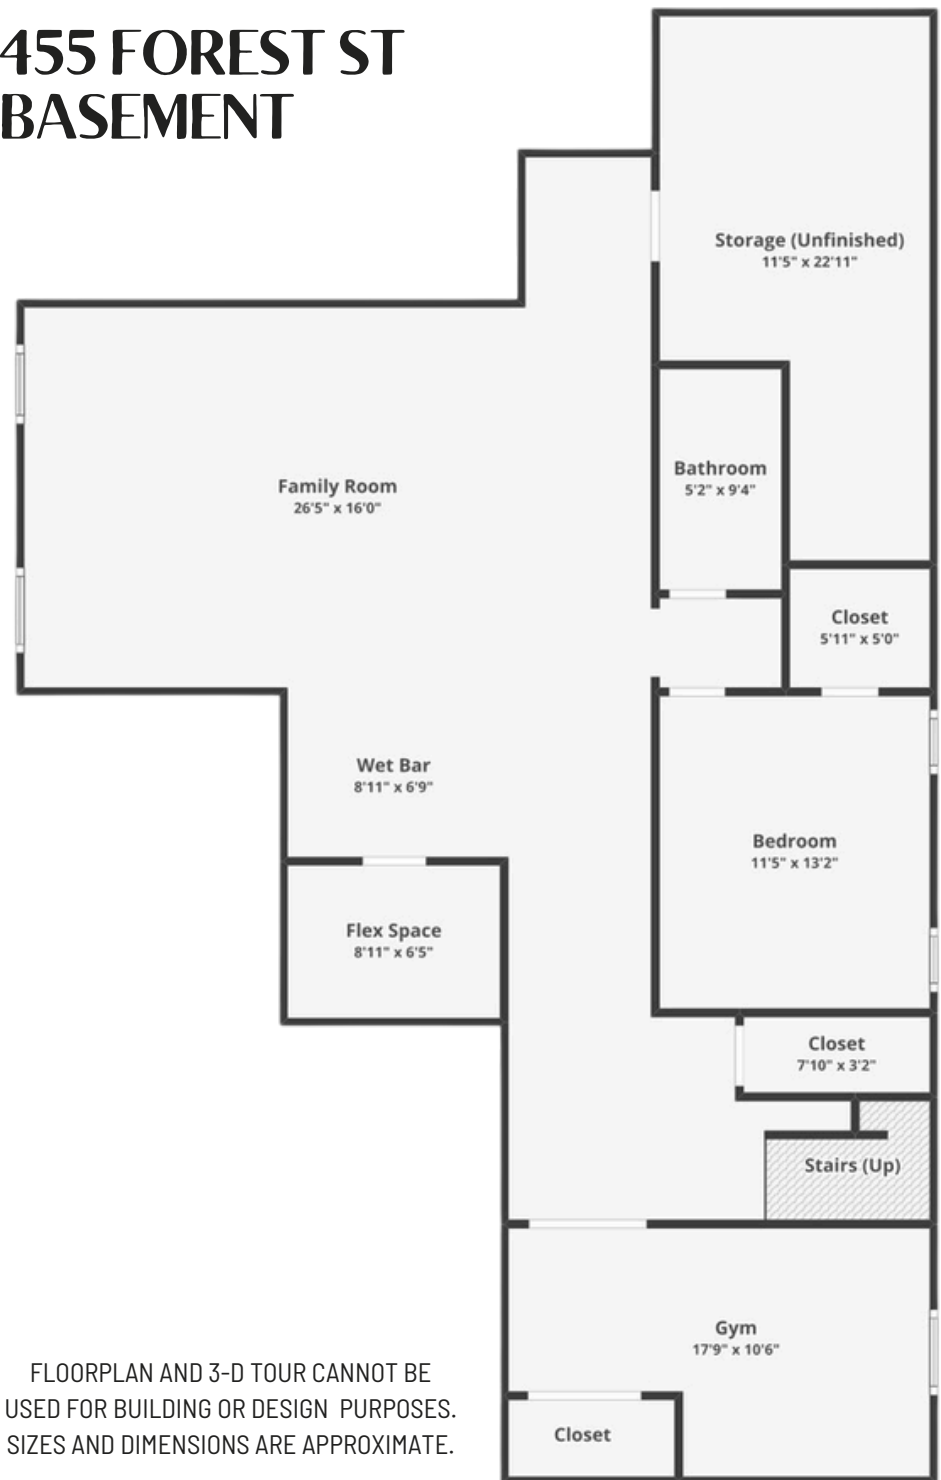 455 FOREST ST
BASEMENT
Storage (Unfinished)
11'5" x 22'11"
Bathroom
5'2" x 9'4"
Family Room
26'5" x 16'0"
Closet
5'11" x 5'0"
Wet Bar
8'11" x 6'9"
Bedroom
11'5" x 13'2"
Flex Space
8'11" x 6'5"
Closet
7'10" x 3'2"
Stairs (Up)
Gym
17'9" x 10'6"
Closet
FLOORPLAN AND 3-D TOUR CANNOT BE
USED FOR BUILDING OR DESIGN PURPOSES.
SIZES AND DIMENSIONS ARE APPROXIMATE.